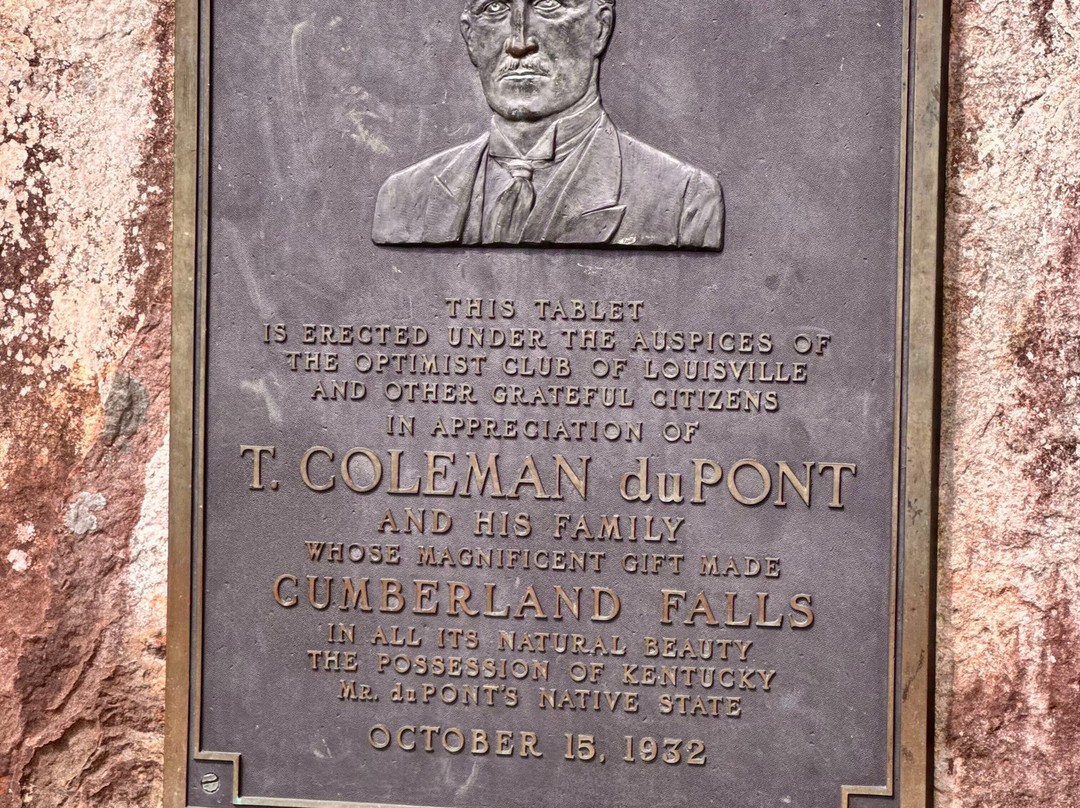 THIS TABLET
IS ERECTED UNDER THE AUSPICES OF
THE OPTIMIST CLUB OF LOUISVILLE
AND OTHER GRATEFUL CITIZENS
IN APPRECIATION OF
T. COLEMAN duPONT
AND HIS FAMILY
WHOSE MAGNIFICENT GIFT MADE
CUMBERLAND FALLS
IN ALL ITS NATURAL BEAUTY
THE POSSESSION OF KENTUCKY
MR. duPONT'S NATIVE STATE
OCTOBER 15, 1932